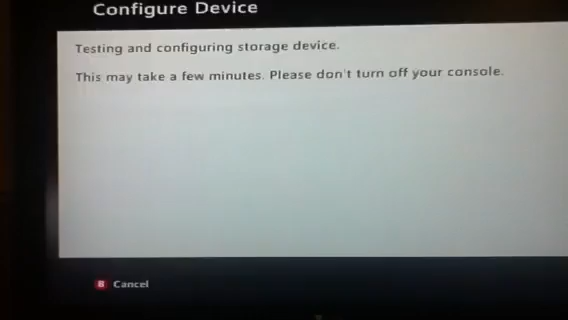 Configure Device
Testing and configuring storage device.
This may take a few minutes. Please don't turn off your console.
B Cancel